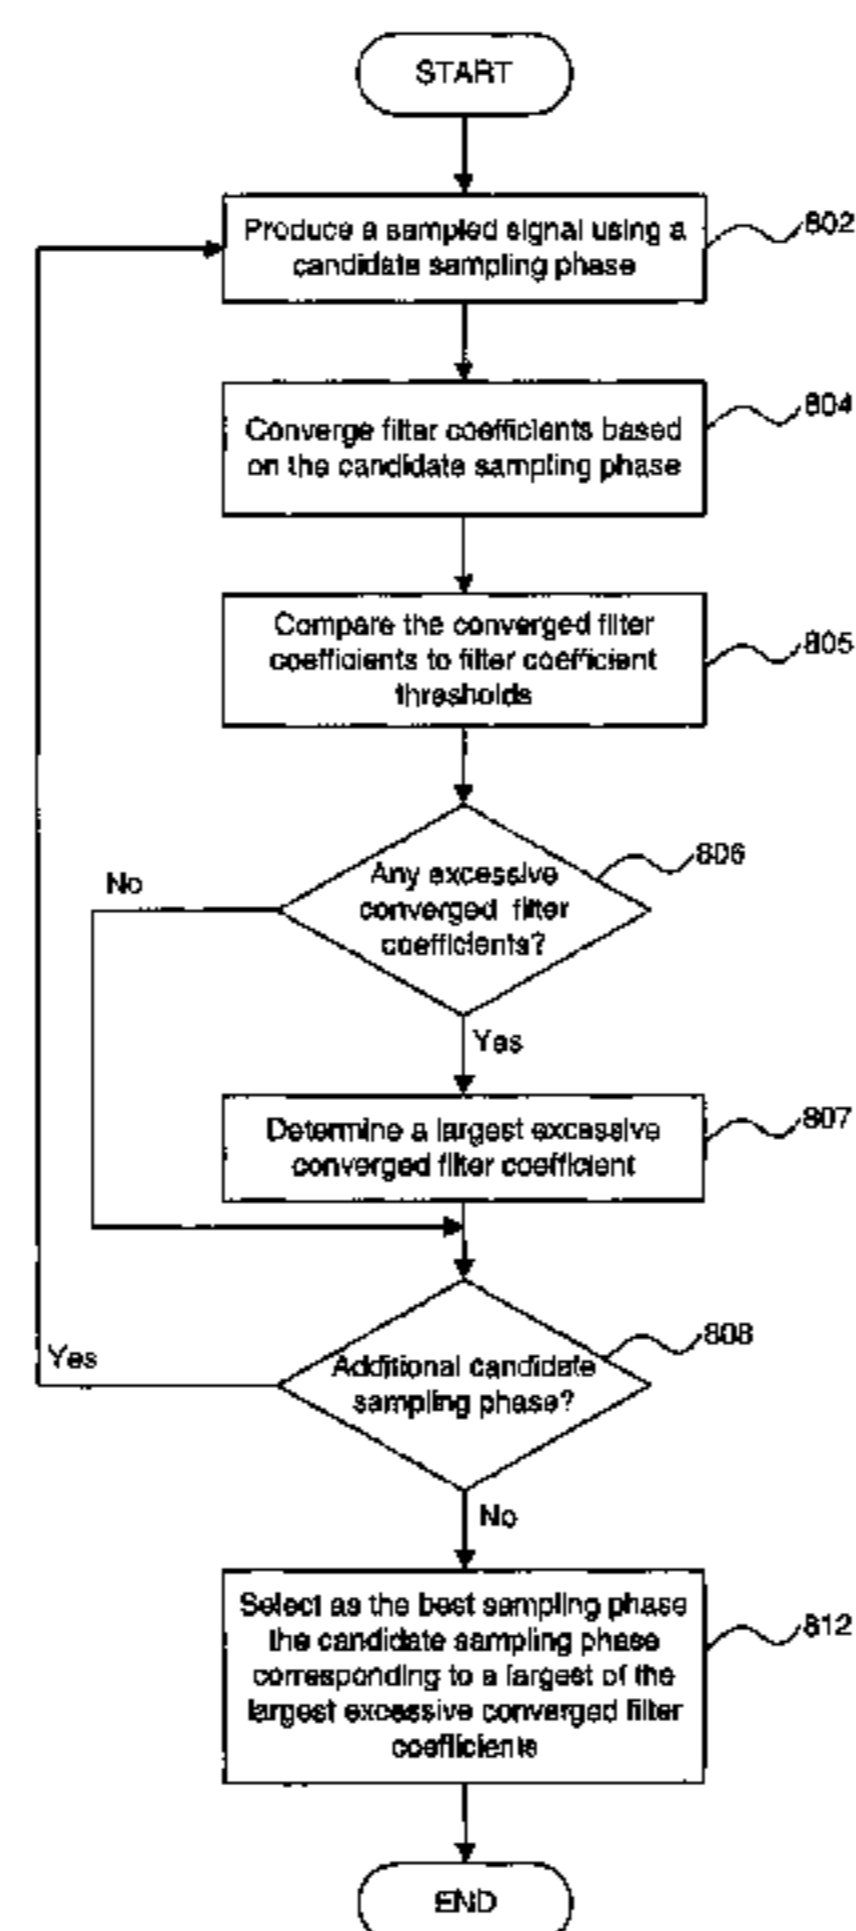 START
Produce a sampled signal using a
candidate sampling phase
802
Converge filter coefficients based
on the candidate sampling phase
804
Compare the converged filter
coefficients to filter coefficient
thresholds
805
Any excessive
converged filter
coefficients?
806
No
Yes
Determine a largest excessive
converged filter coefficient
807
Additional candidate
sampling phase?
808
Yes
No
Select as the best sampling phase
the candidate sampling phase
corresponding to a largest of the
largest excessive converged filter
coefficients
812
END